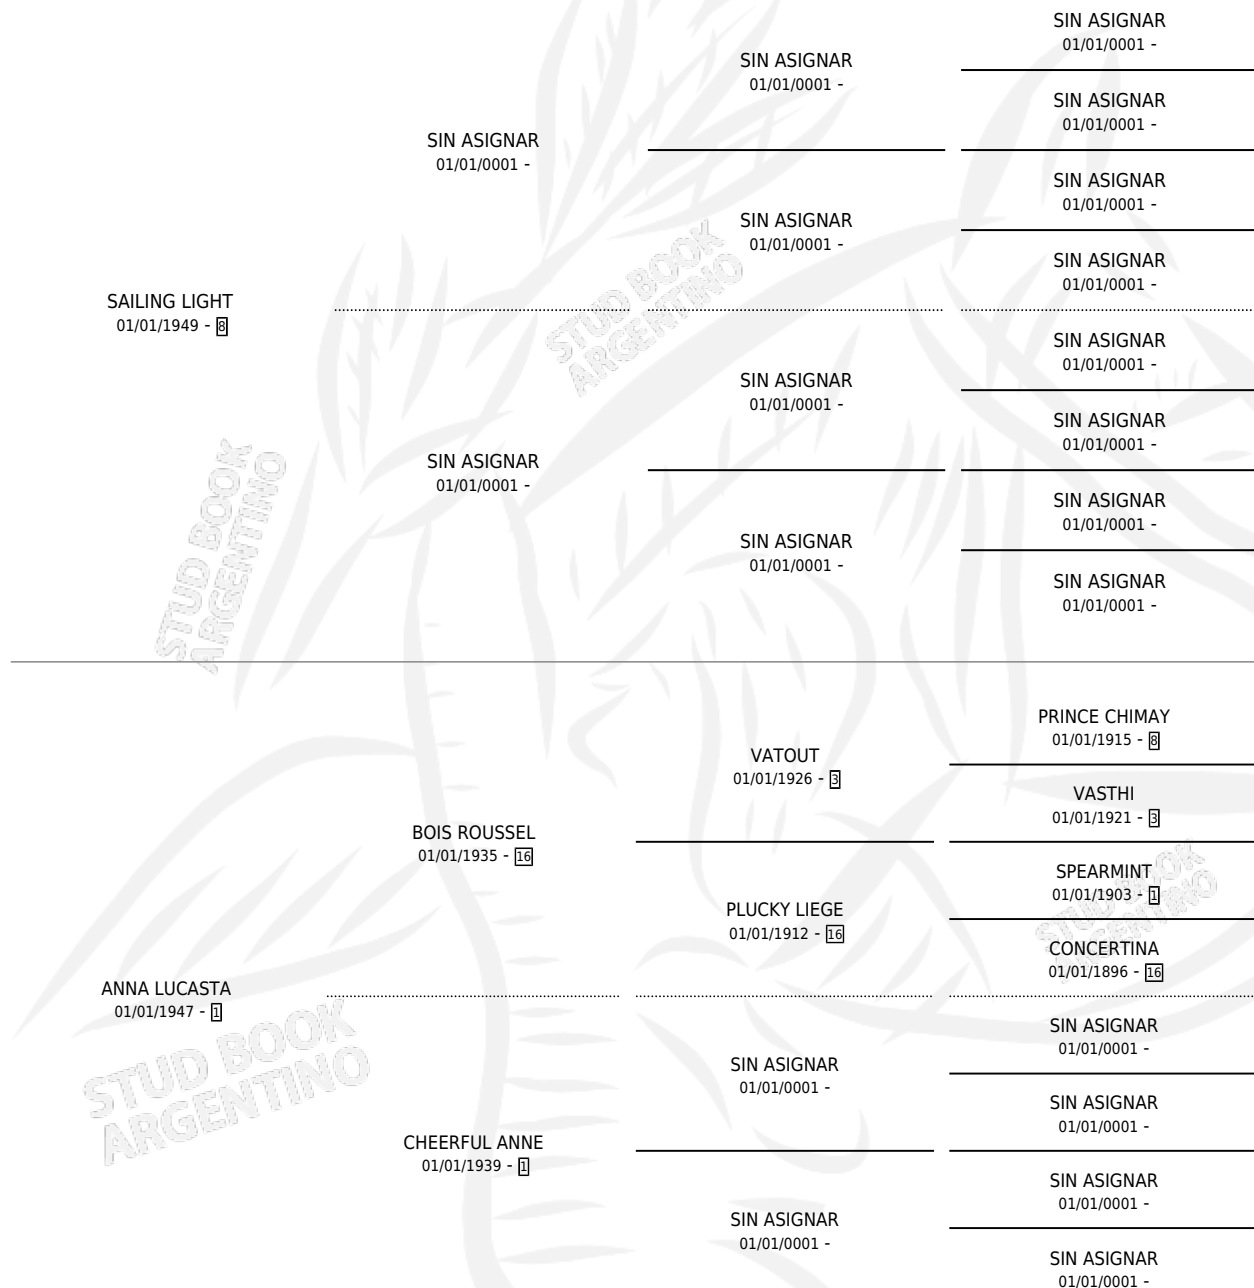 SIN ASIGNAR
01/01/0001 -
SIN ASIGNAR
01/01/0001 -
SIN ASIGNAR
01/01/0001 -
SIN ASIGNAR
01/01/0001 -
SIN ASIGNAR
01/01/0001 -
SIN ASIGNAR
01/01/0001 -
SIN ASIGNAR
01/01/0001 -
STUD BOOK
ARGENTINO
SAILING LIGHT
01/01/1949 - 8
SIN ASIGNAR
01/01/0001 -
SIN ASIGNAR
01/01/0001 -
SIN ASIGNAR
01/01/0001 -
SIN ASIGNAR
01/01/0001 -
STUD BOOK
ARGENTINO
SIN ASIGNAR
01/01/0001 -
SIN ASIGNAR
01/01/0001 -
SIN ASIGNAR
01/01/0001 -
PRINCE CHIMAY
01/01/1915 - 8
VATOUT
01/01/1926 - 3
VASTHI
01/01/1921 - 3
BOIS ROUSSEL
01/01/1935 - 16
SPEARMINT
01/01/1903 - 1
PLUCKY LIEGE
01/01/1912 - 16
STUD BOOK
ARGENTINO
CONCERTINA
01/01/1896 - 16
ANNA LUCASTA
01/01/1947 - 1
SIN ASIGNAR
01/01/0001 -
STUD BOOK
ARGENTINO
SIN ASIGNAR
01/01/0001 -
SIN ASIGNAR
01/01/0001 -
CHEERFUL ANNE
01/01/1939 - 1
SIN ASIGNAR
01/01/0001 -
SIN ASIGNAR
01/01/0001 -
SIN ASIGNAR
01/01/0001 -